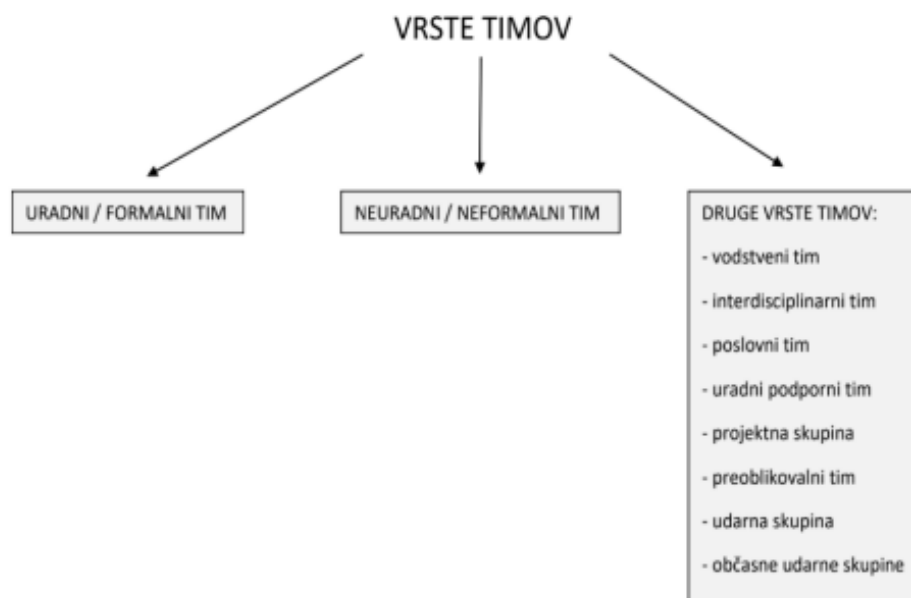 VRSTE TIMOV
URADNI / FORMALNI TIM
NEURADNI / NEFORMALNI TIM
DRUGE VRSTE TIMOV:
- vodstveni tim
- interdisciplinarni tim
- poslovni tim
- uradni podporni tim
- projektna skupina
- preoblikovalni tim
- udarna skupina
- občasne udarne skupine